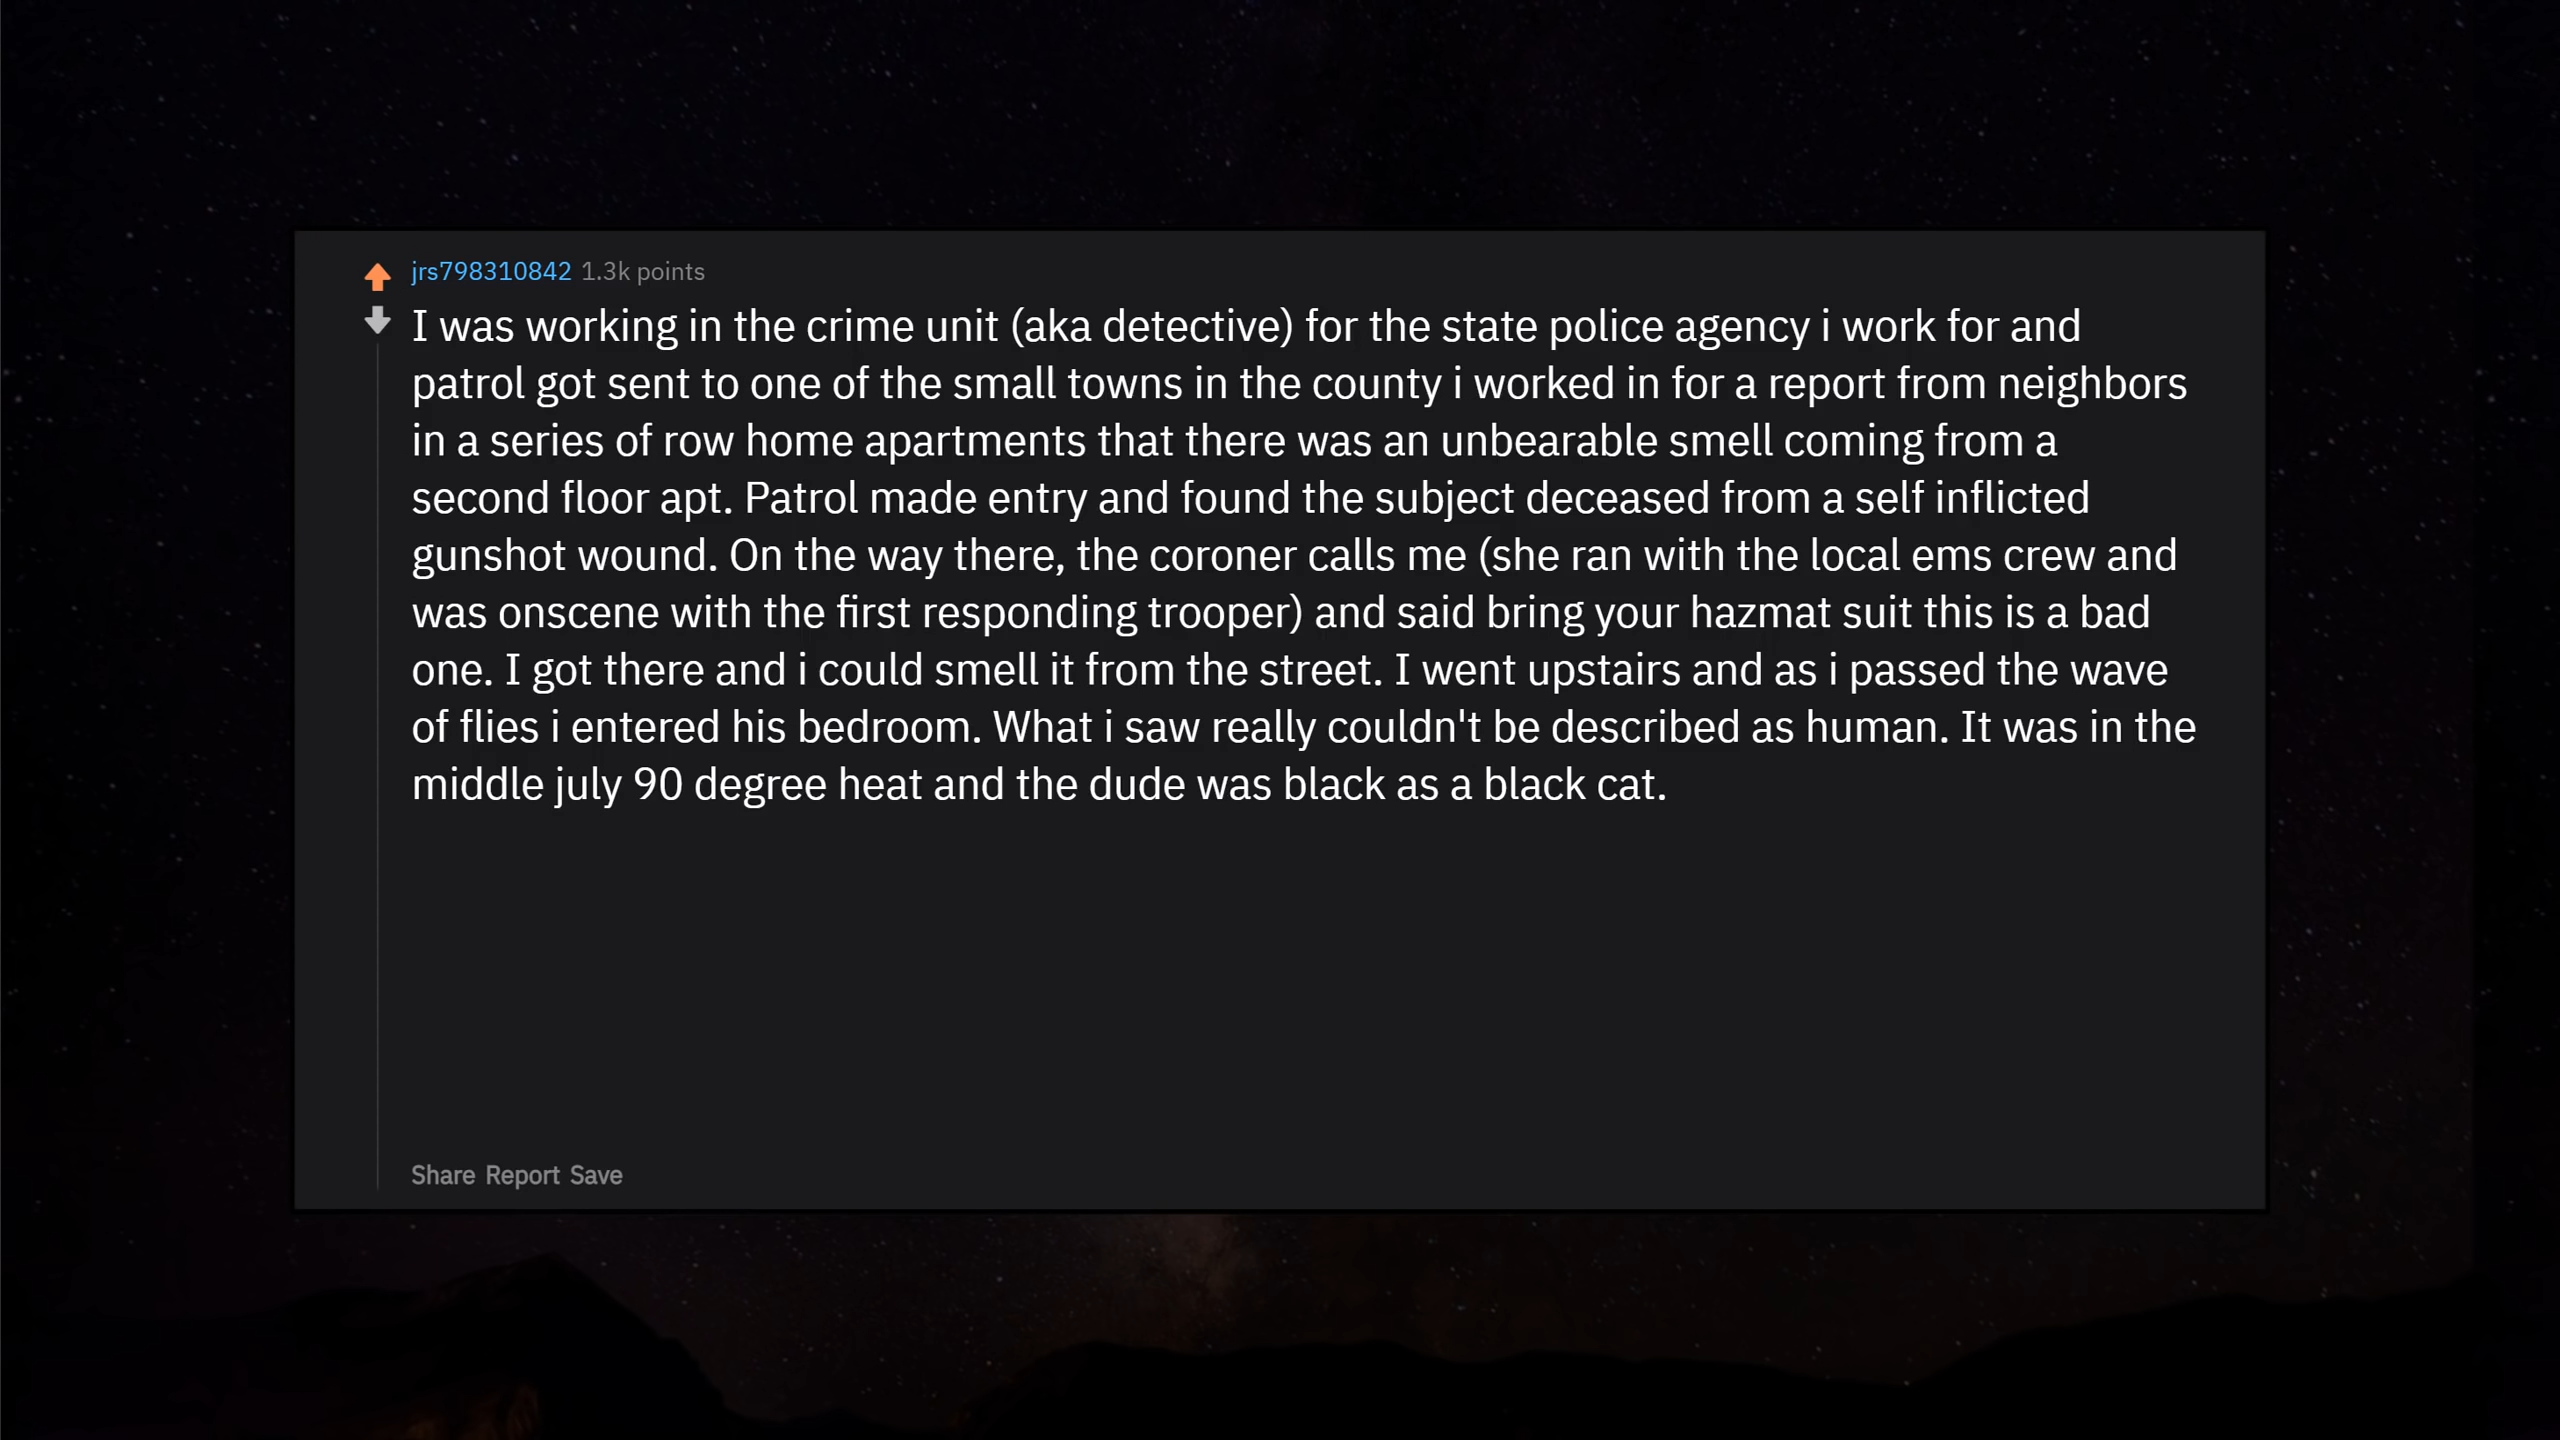 jrs798310842 1.3k points
I was working in the crime unit (aka detective) for the state police agency i work for and
patrol got sent to one of the small towns in the county i worked in for a report from neighbors
in a series of row home apartments that there was an unbearable smell coming from a
second floor apt. Patrol made entry and found the subject deceased from a self inflicted
gunshot wound. On the way there, the coroner calls me (she ran with the local ems crew and
was onscene with the first responding trooper) and said bring your hazmat suit this is a bad
one. I got there and i could smell it from the street. I went upstairs and as i passed the wave
of flies i entered his bedroom. What i saw really couldn't be described as human. It was in the
middle july 90 degree heat and the dude was black as a black cat.
Share Report Save